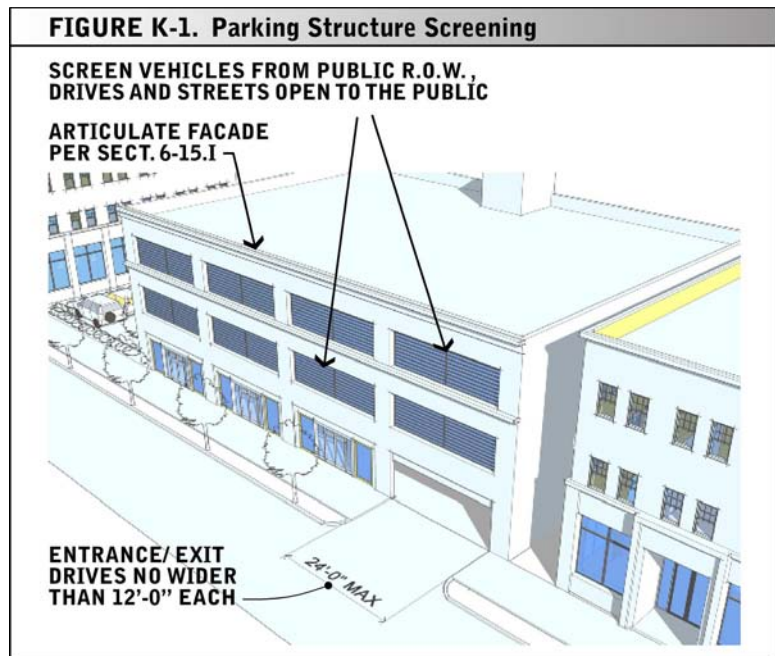 FIGURE K-1. Parking Structure Screening
SCREEN VEHICLES FROM PUBLIC R.O.W.,
DRIVES AND STREETS OPEN TO THE PUBLIC
ARTICULATE FACADE
PER SECT. 6-15.I
ENTRANCE/EXIT
DRIVES NO WIDER
THAN 12'-0" EACH
24'-0" MAX